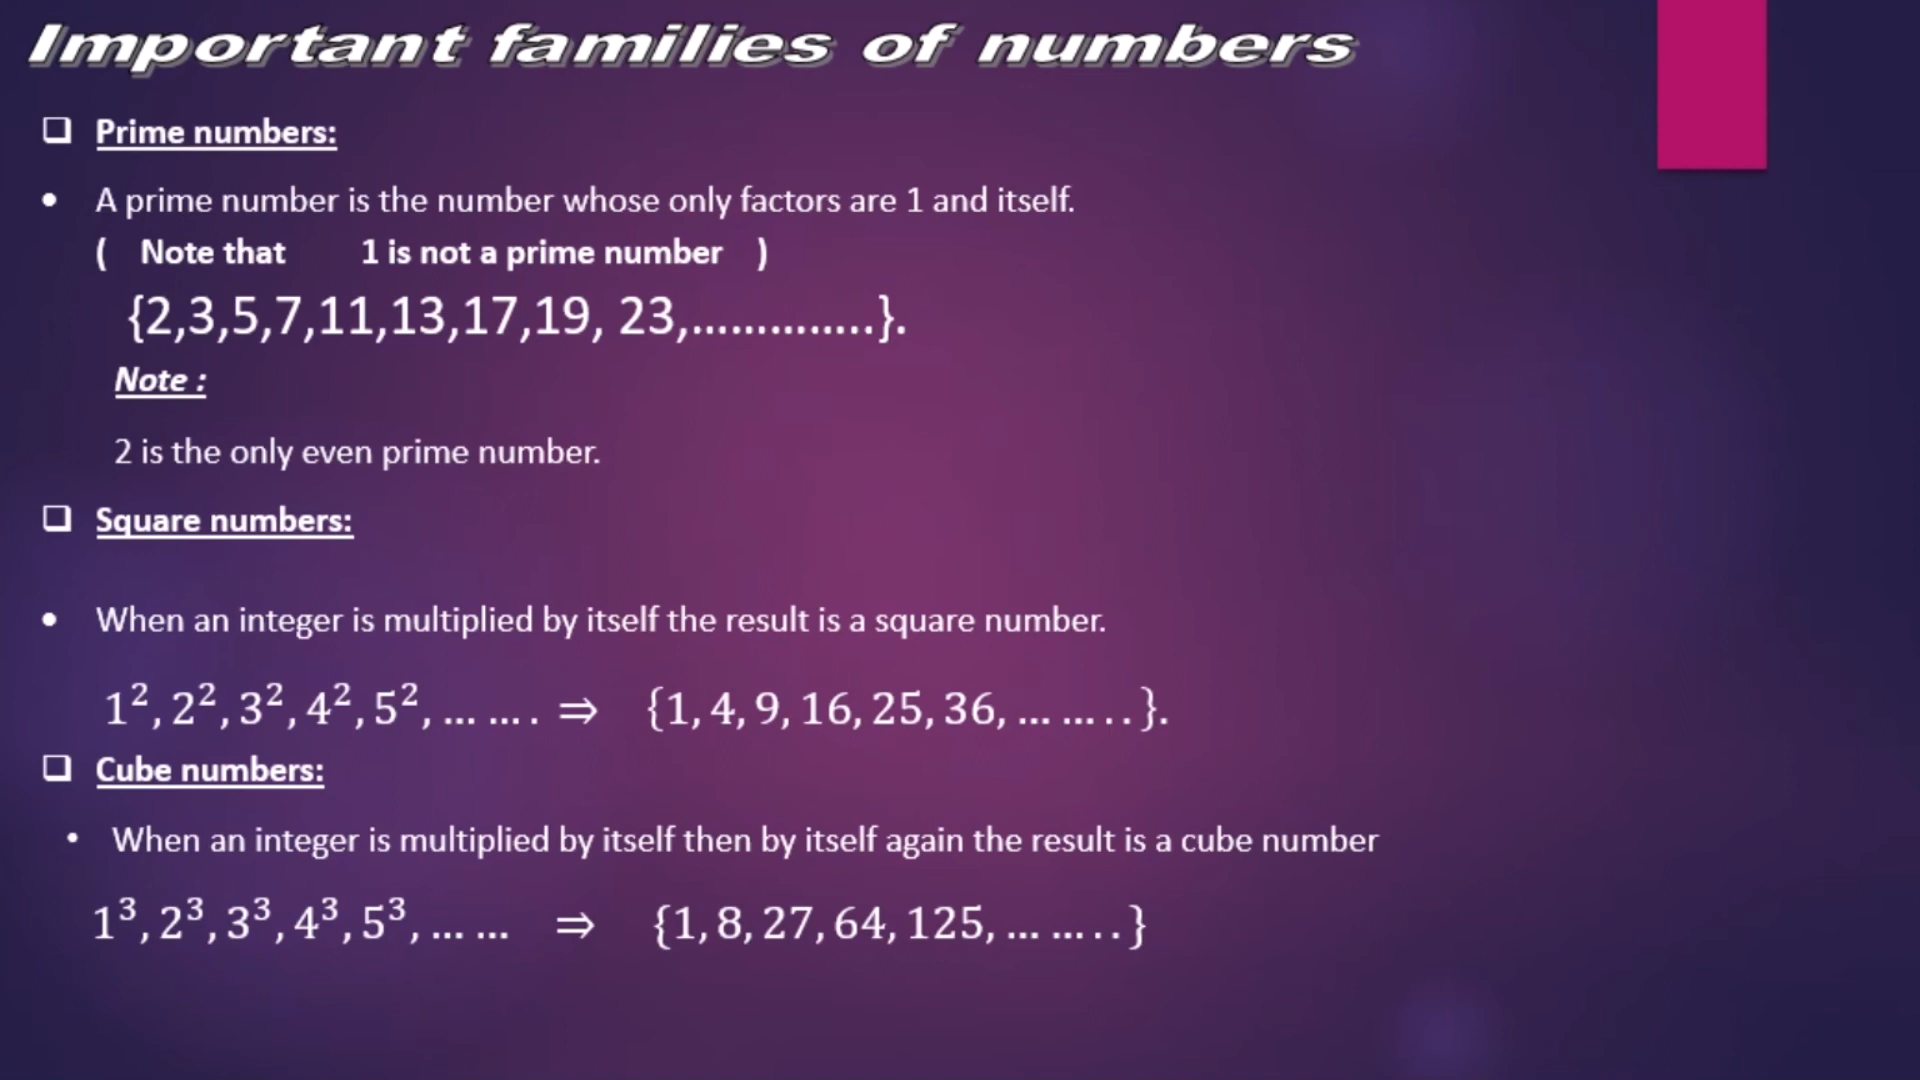 Important families of numbers
❑ Prime numbers:
• A prime number is the number whose only factors are 1 and itself.
( Note that 1 is not a prime number )
{2,3,5,7,11,13,17,19, 23,…………..}.
Note :
2 is the only even prime number.
❑ Square numbers:
• When an integer is multiplied by itself the result is a square number.
1², 2², 3², 4², 5², … … . ⇒ {1, 4, 9, 16, 25, 36, … … . . }.
❑ Cube numbers:
• When an integer is multiplied by itself then by itself again the result is a cube number
1³, 2³, 3³, 4³, 5³, … … ⇒ {1, 8, 27, 64, 125, … … . . }